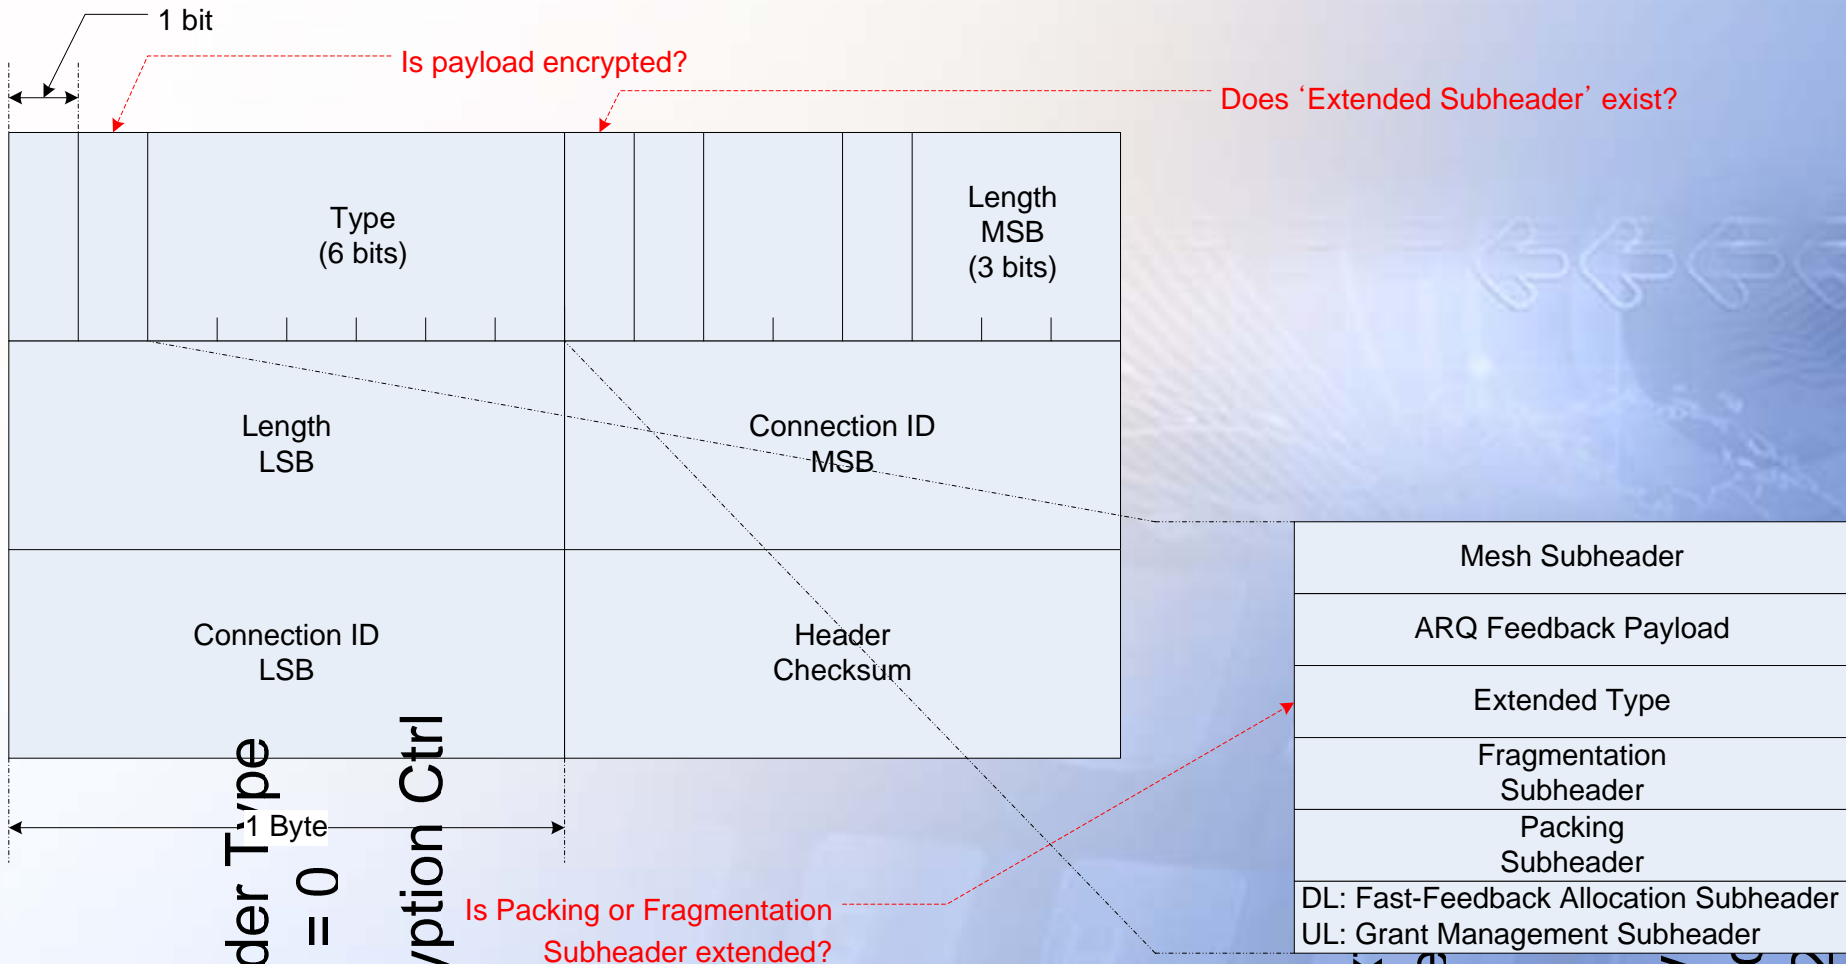 1 bit
Is payload encrypted?
Does ‘Extended Subheader’ exist?
Type
(6 bits)
Length
MSB
(3 bits)
Length
LSB
Connection ID
MSB
Connection ID
LSB
Header
Checksum
Mesh Subheader
ARQ Feedback Payload
Extended Type
Fragmentation
Subheader
Packing
Subheader
DL: Fast-Feedback Allocation Subheader
UL: Grant Management Subheader
1 Byte
Type
= 0
Ctrl
Is Packing or Fragmentation
Subheader extended?